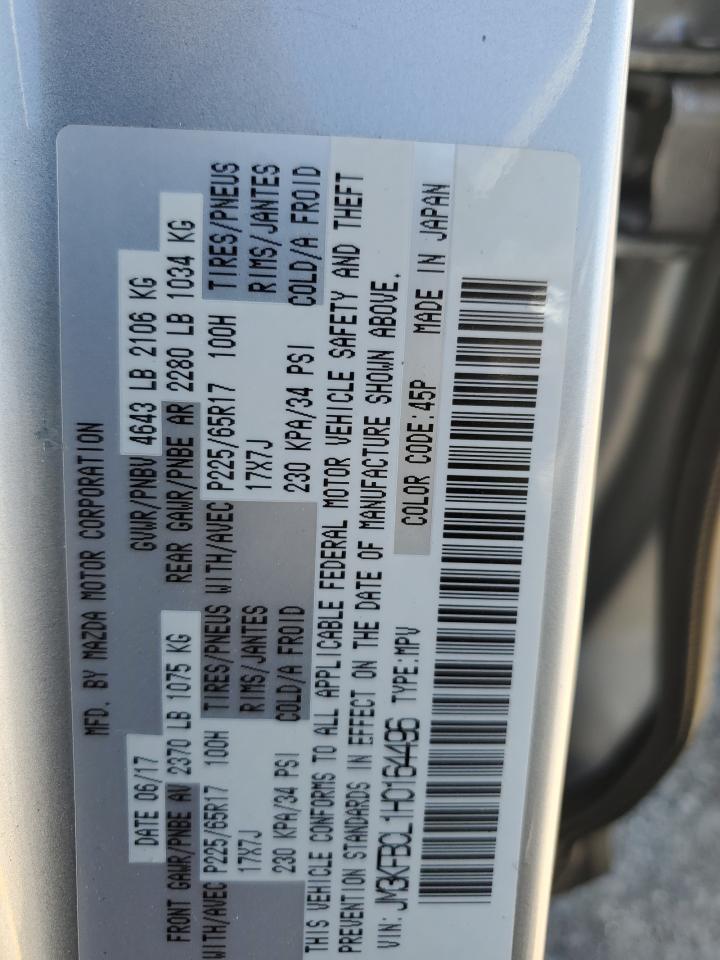 MFD. BY MAZDA MOTOR CORPORATION
DATE 06/17 GVWR/PNBV 4643 LB 2106 KG
FRONT GAWR/PNBE AV 2370 LB 1075 KG REAR GAWR/PNBE AR 2280 LB 1034 KG
WITH/AVEC P225/65R17 100H TIRES/PNEUS WITH/AVEC P225/65R17 100H TIRES/PNEUS
17X7J RIMS/JANTES 17X7J RIMS/JANTES
230 KPA/34 PSI COLD/A FROID 230 KPA/34 PSI COLD/A FROID
THIS VEHICLE CONFORMS TO ALL APPLICABLE FEDERAL MOTOR VEHICLE SAFETY AND THEFT
PREVENTION STANDARDS IN EFFECT ON THE DATE OF MANUFACTURE SHOWN ABOVE.
VIN: JM3KFBCL1H0164496 TYPE:MPV COLOR CODE:45P MADE IN JAPAN